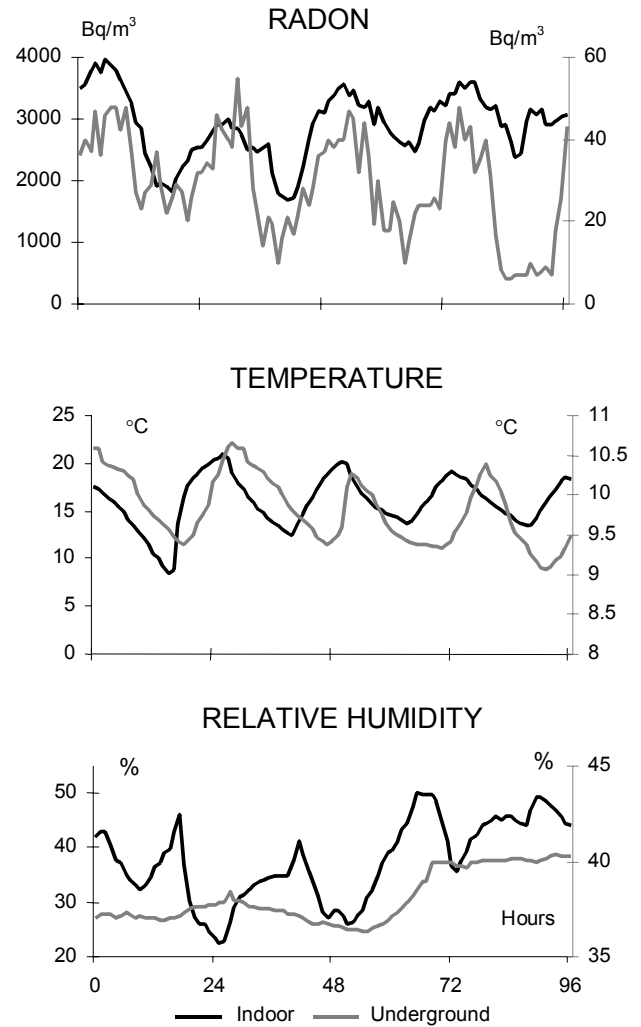 RADON
Bq/m³ Bq/m³
4000 60
3000 40
2000
20
1000
0 0
TEMPERATURE
°C °C
25 11
20 10.5
15 10
9.5
10 9
5 8.5
0 8
RELATIVE HUMIDITY
% %
50 45
40 40
30
Hours
20 35
0 24 48 72 96
Indoor Underground